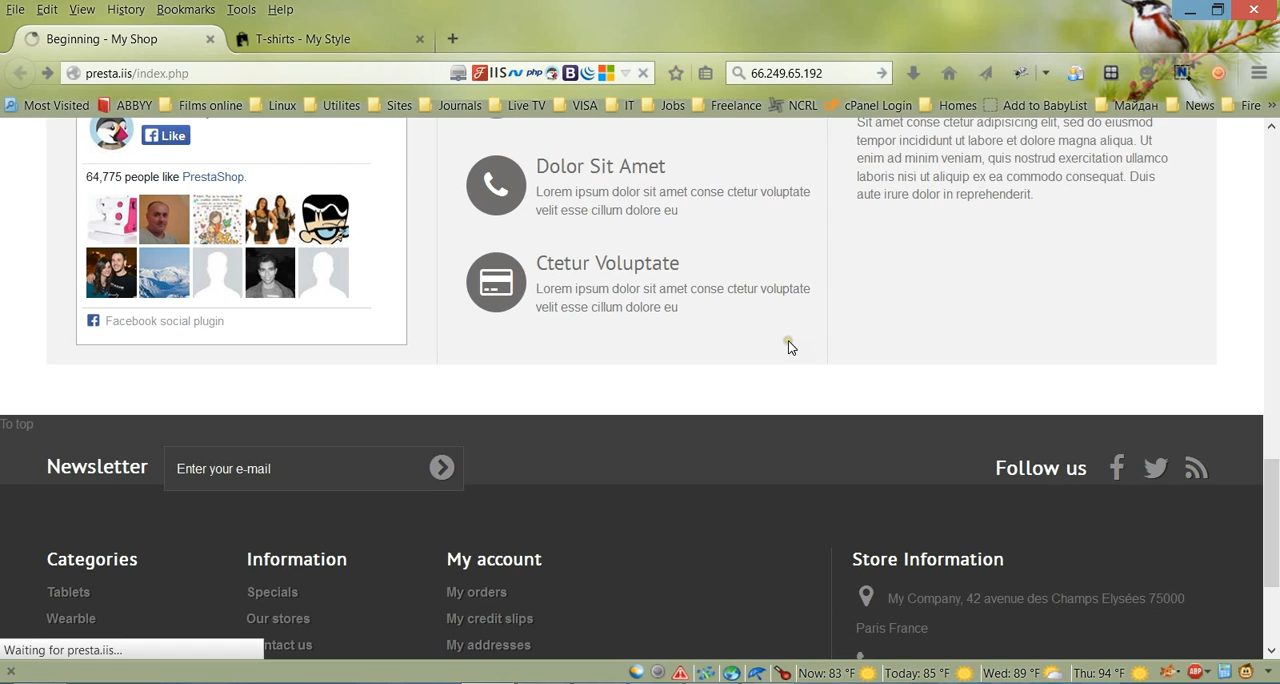 File Edit View History Bookmarks Tools Help
Beginning - My Shop
T-shirts - My Style
presta.iis/index.php
IIS
php
B
66.249.65.192
N
Most Visited ABBYY Films online Linux Utilites Sites Journals Live TV VISA IT Jobs Freelance NCRL cPanel Login Homes Add to BabyList Майдан News Fire »
Like
64,775 people like PrestaShop.
Facebook social plugin
Dolor Sit Amet
Lorem ipsum dolor sit amet conse ctetur voluptate
velit esse cillum dolore eu
Ctetur Voluptate
Lorem ipsum dolor sit amet conse ctetur voluptate
velit esse cillum dolore eu
Sit amet conse ctetur adipisicing elit, sed do eiusmod
tempor incididunt ut labore et dolore magna aliqua. Ut
enim ad minim veniam, quis nostrud exercitation ullamco
laboris nisi ut aliquip ex ea commodo consequat. Duis
aute irure dolor in reprehenderit.
To top
Newsletter
Enter your e-mail
Follow us
Categories
Tablets
Wearble
Information
Specials
Our stores
ntact us
My account
My orders
My credit slips
My addresses
Store Information
My Company, 42 avenue des Champs Elysées 75000
Paris France
Waiting for presta.iis...
Now: 83 °F Today: 85 °F Wed: 89 °F Thu: 94 °F ABP